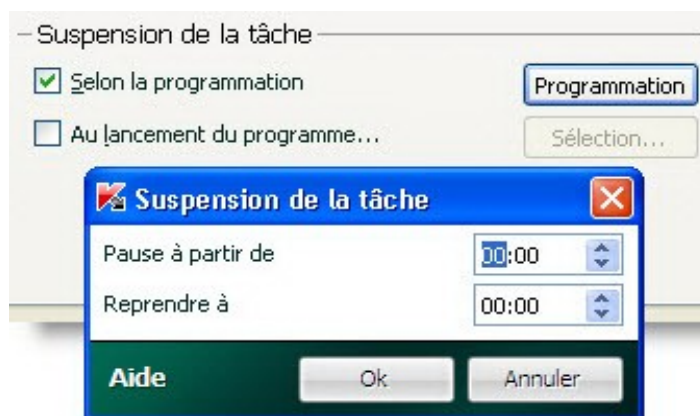 Suspension de la tâche
Selon la programmation
Programmation
Au lancement du programme...
Sélection...
Suspension de la tâche
Pause à partir de
00:00
Reprendre à
00:00
Aide
Ok
Annuler